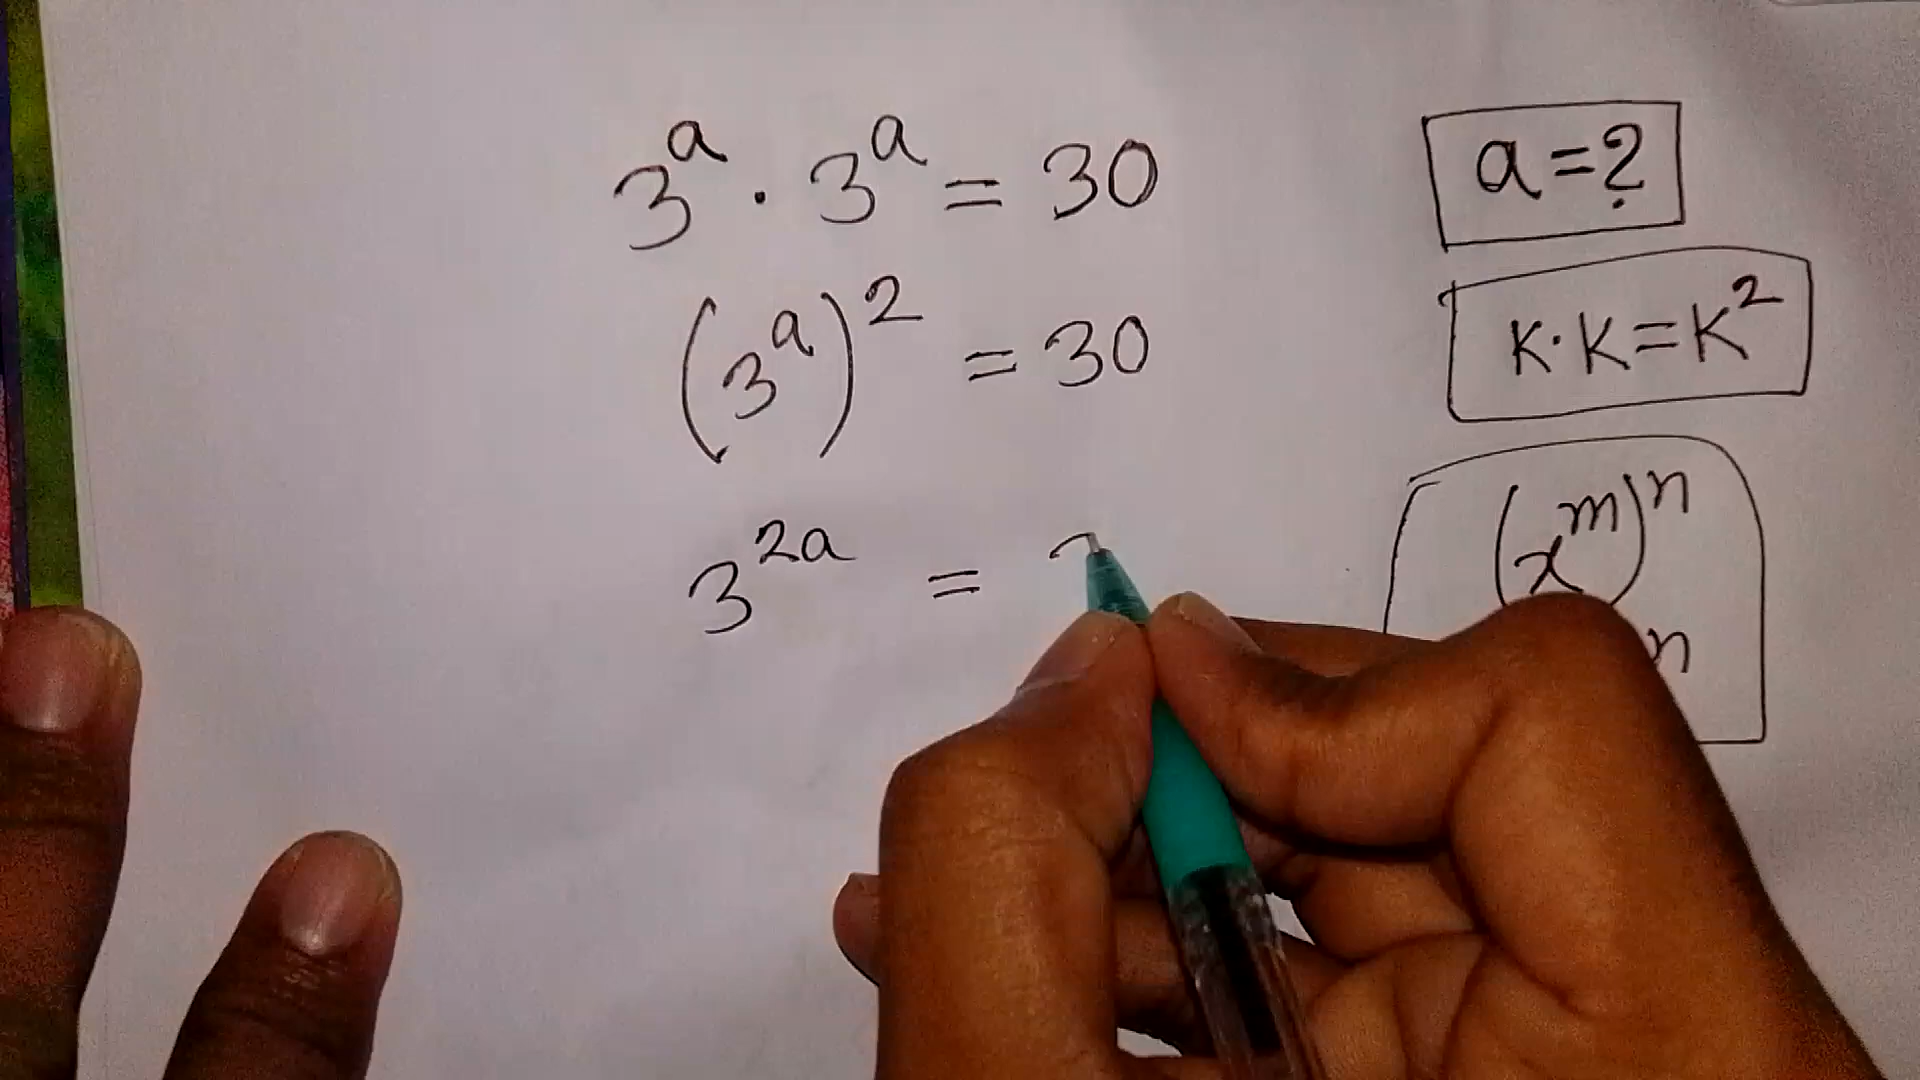 3^a · 3^a = 30
(3^a)^2 = 30
3^{2a} =
a = ?
K·K = K^2
(x^m)^n
n